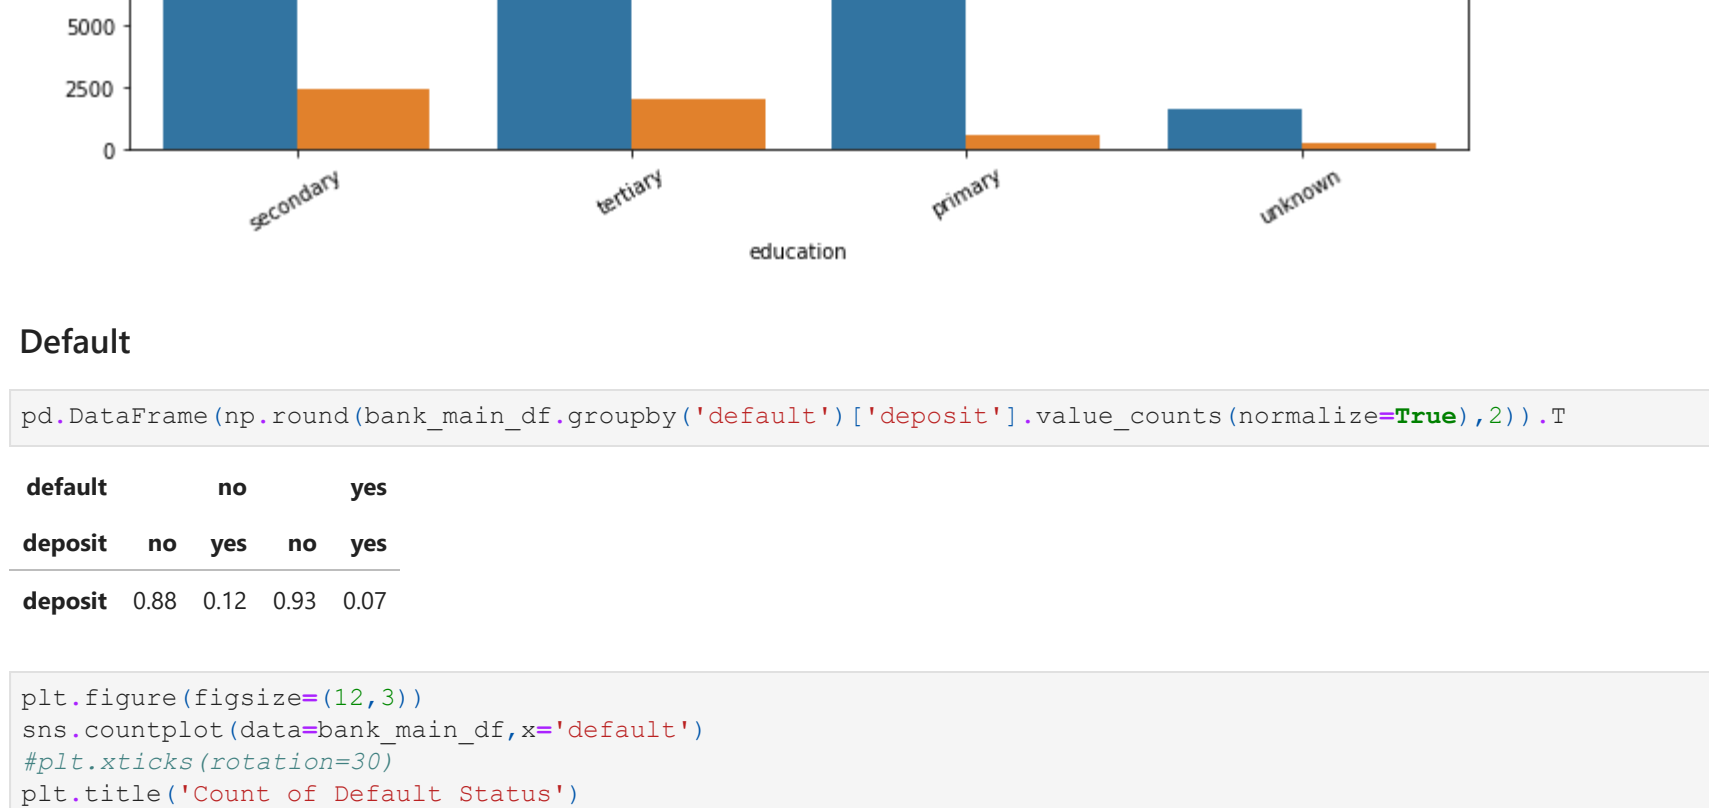 5000
2500
0
secondary tertiary primary unknown
education
Default
pd.DataFrame(np.round(bank_main_df.groupby('default')['deposit'].value_counts(normalize=True),2)).T
default no yes
deposit no yes no yes
deposit 0.88 0.12 0.93 0.07
plt.figure(figsize=(12,3))
sns.countplot(data=bank_main_df,x='default')
#plt.xticks(rotation=30)
plt.title('Count of Default Status')